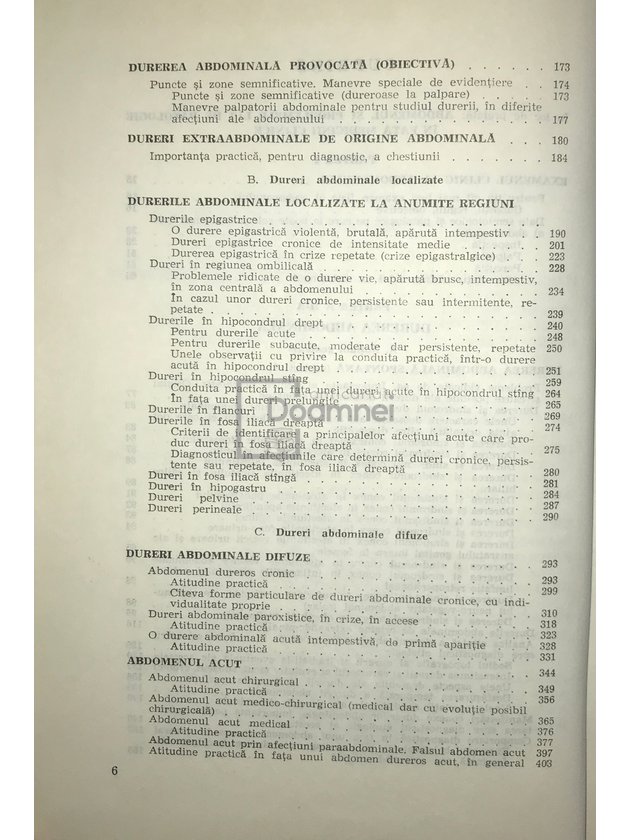 DUREREA ABDOMINALĂ PROVOCATĂ (OBIECTIVĂ) . . . . . . 173
Puncte și zone semnificative. Manevre speciale de evidențiere . . 174
Puncte și zone semnificative (dureroase la palpare) . . . . 173
Manevre palpatorii abdominale pentru studiul durerii, în diferite
afecțiuni ale abdomenului . . . . . . . . . . . 177
DURERI EXTRAABDOMINALE DE ORIGINE ABDOMINALĂ . . . 180
Importanța practică, pentru diagnostic, a chestiunii . . . . . . . 184
B. Dureri abdominale localizate
DURERILE ABDOMINALE LOCALIZATE LA ANUMITE REGIUNI .
Durerile epigastrice . . . . . . . . . . . . . .
O durere epigastrică violentă, brutală, apărută intempestiv . . 190
Dureri epigastrice cronice de intensitate medie . . . . . 201
Durerea epigastrică în crize repetate (crize epigastralgice) . . 223
Dureri în regiunea ombilicală . . . . . . . . . . . 228
Problemele ridicate de o durere vie, apărută brusc, intempestiv,
în zona centrală a abdomenului . . . . . . . . . 234
În cazul unor dureri cronice, persistente sau intermitente, re-
petate . . . . . . . . . . . . . . . 239
Durerile în hipocondrul drept . . . . . . . . . . . 240
Pentru durerile acute . . . . . . . . . . . . 248
Pentru durerile subacute, moderate dar persistente, repetate 250
Unele observații cu privire la conduita practică, într-o durere
acută în hipocondrul drept . . . . . . . . . . 251
Dureri în hipocondrul stîng . . . . . . . . . . . 259
Conduita practică în fața unei dureri acute în hipocondrul stîng 264
În fața unei dureri prelungite . . . . . . . . . 265
Durerile în flancuri . . . . . . . . . . . . . 269
Durerile în fosa iliacă dreaptă . . . . . . . . . . 274
Criterii de identificare a principalelor afecțiuni acute care pro-
duc dureri în fosa iliacă dreaptă . . . . . . . . 275
Diagnosticul în afecțiunile care determină dureri cronice, persis-
tente sau repetate, în fosa iliacă dreaptă . . . . . . 280
Dureri în fosa iliacă stîngă . . . . . . . . . . . 281
Dureri în hipogastru . . . . . . . . . . . . . 284
Dureri pelvine . . . . . . . . . . . . . . 287
Dureri perineale . . . . . . . . . . . . . . 290
C. Dureri abdominale difuze
DURERI ABDOMINALE DIFUZE . . . . . . . . . . . 293
Abdomenul dureros cronic . . . . . . . . . . . . 293
Atitudine practică . . . . . . . . . . . . . 299
Cîteva forme particulare de dureri abdominale cronice, cu indi-
vidualitate proprie . . . . . . . . . . . . 310
Dureri abdominale paroxistice, în crize, în accese . . . . . . 318
Atitudine practică . . . . . . . . . . . . . 323
O durere abdominală acută intempestivă, de primă apariție . . . 328
Atitudine practică . . . . . . . . . . . . . 331
ABDOMENUL ACUT . . . . . . . . . . . . . . 344
Abdomenul acut chirurgical . . . . . . . . . . . 349
Atitudine practică . . . . . . . . . . . . . 356
Abdomenul acut medico-chirurgical (medical dar cu evoluție posibil
chirurgicală) . . . . . . . . . . . . . . 365
Abdomenul acut medical . . . . . . . . . . . . 376
Atitudine practică . . . . . . . . . . . . . 377
Abdomenul acut prin afecțiuni paraabdominale. Falsul abdomen acut 397
Atitudine practică în fața unui abdomen dureros acut, în general 403
6
Doamnei